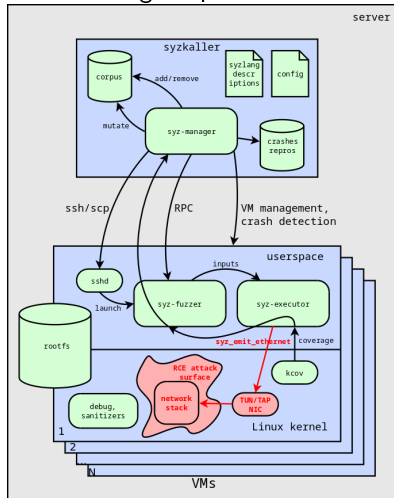 server
syzkaller
corpus
syzlang
descr
iptions
config
add/remove
mutate
syz-manager
crashes
repros
ssh/scp
RPC
VM management,
crash detection
userspace
sshd
inputs
launch
syz-fuzzer
syz-executor
rootfs
syz_emit_ethernet
coverage
RCE attack
surface
kcov
network
stack
TUN/TAP
NIC
debug,
sanitizers
Linux kernel
1
2
...
N
VMs